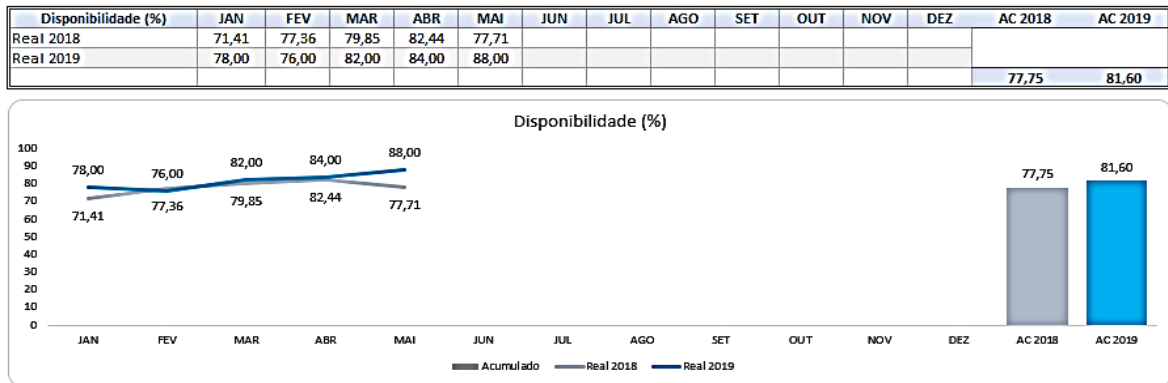 Disponibilidade (%) JAN FEV MAR ABR MAI JUN JUL AGO SET OUT NOV DEZ AC 2018 AC 2019
Real 2018 71,41 77,36 79,85 82,44 77,71
Real 2019 78,00 76,00 82,00 84,00 88,00
77,75 81,60
Disponibilidade (%)
100
90
80
70
60
50
40
30
20
10
0
78,00 76,00 82,00 84,00 88,00
71,41 77,36 79,85 82,44 77,71
77,75 81,60
JAN FEV MAR ABR MAI JUN JUL AGO SET OUT NOV DEZ AC 2018 AC 2019
Acumulado Real 2018 Real 2019